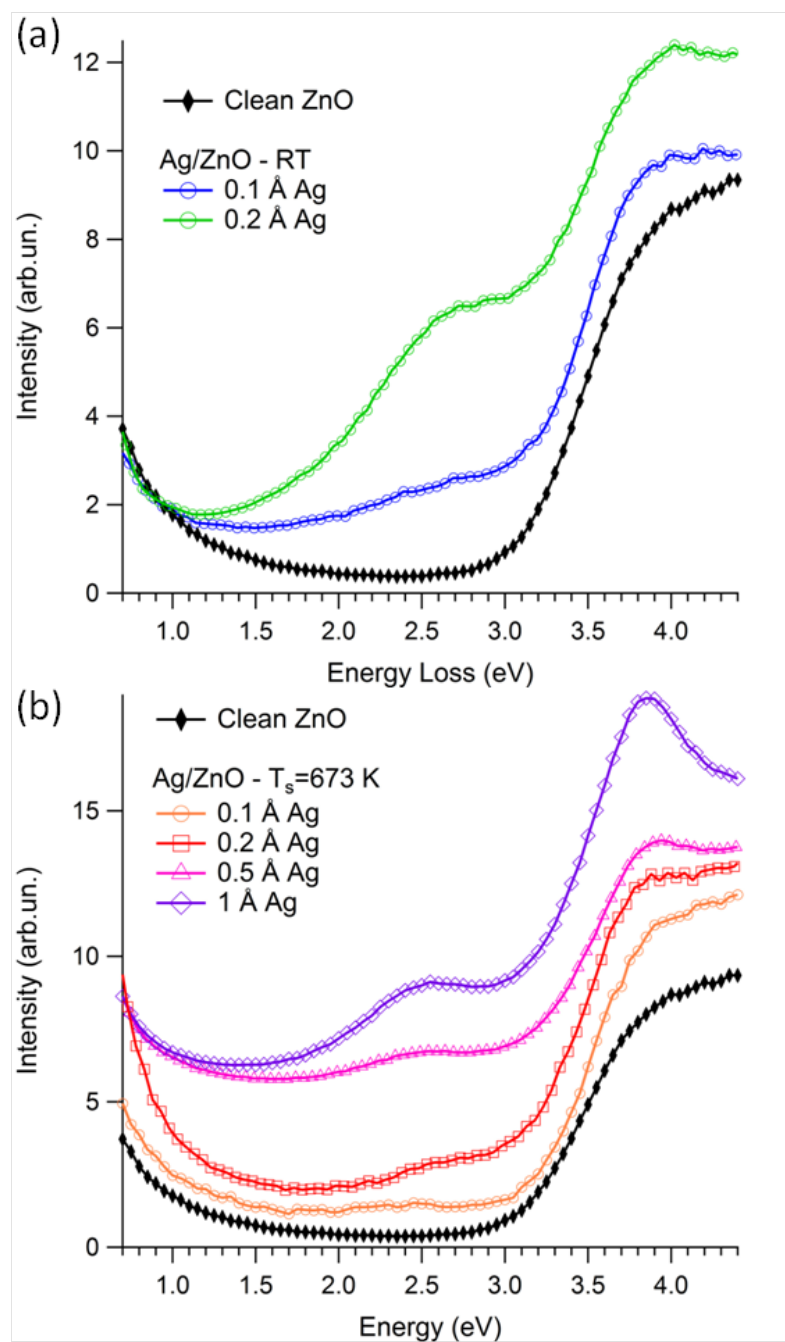 (a)
12
10
8
6
4
2
0
Intensity (arb.un.)
Clean ZnO
Ag/ZnO - RT
0.1 Å Ag
0.2 Å Ag
1.0 1.5 2.0 2.5 3.0 3.5 4.0
Energy Loss (eV)
(b)
15
10
5
0
Intensity (arb.un.)
Clean ZnO
Ag/ZnO - Ts=673 K
0.1 Å Ag
0.2 Å Ag
0.5 Å Ag
1 Å Ag
1.0 1.5 2.0 2.5 3.0 3.5 4.0
Energy (eV)